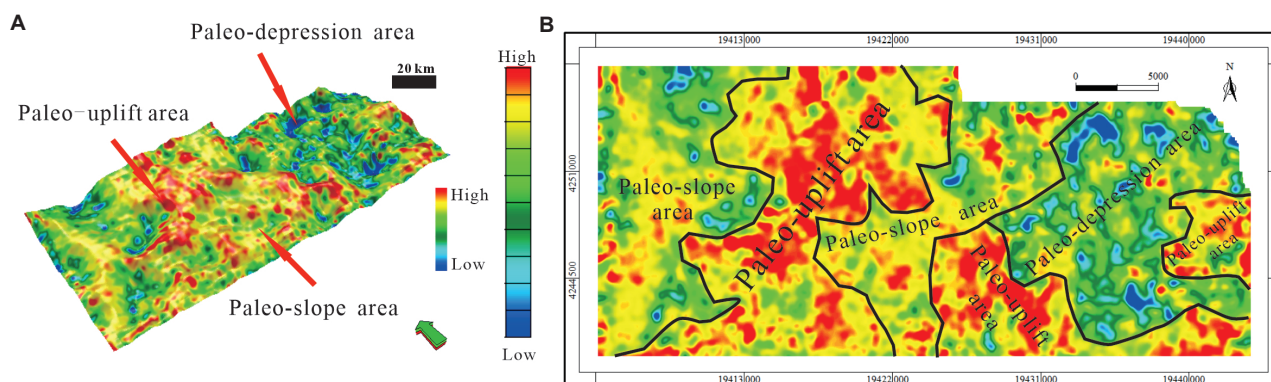 A
Paleo-depression area
20 km
Paleo-uplift area
High
Low
Paleo-slope area
High
Low
B
19413000
19422000
19431000
19440000
0
5000
N
4251000
4244500
Paleo-slope
area
Paleo-uplift area
Paleo-slope area
Paleo-depression area
Paleo-uplift
area
Paleo-uplift
area
19413000
19422000
19431000
19440000